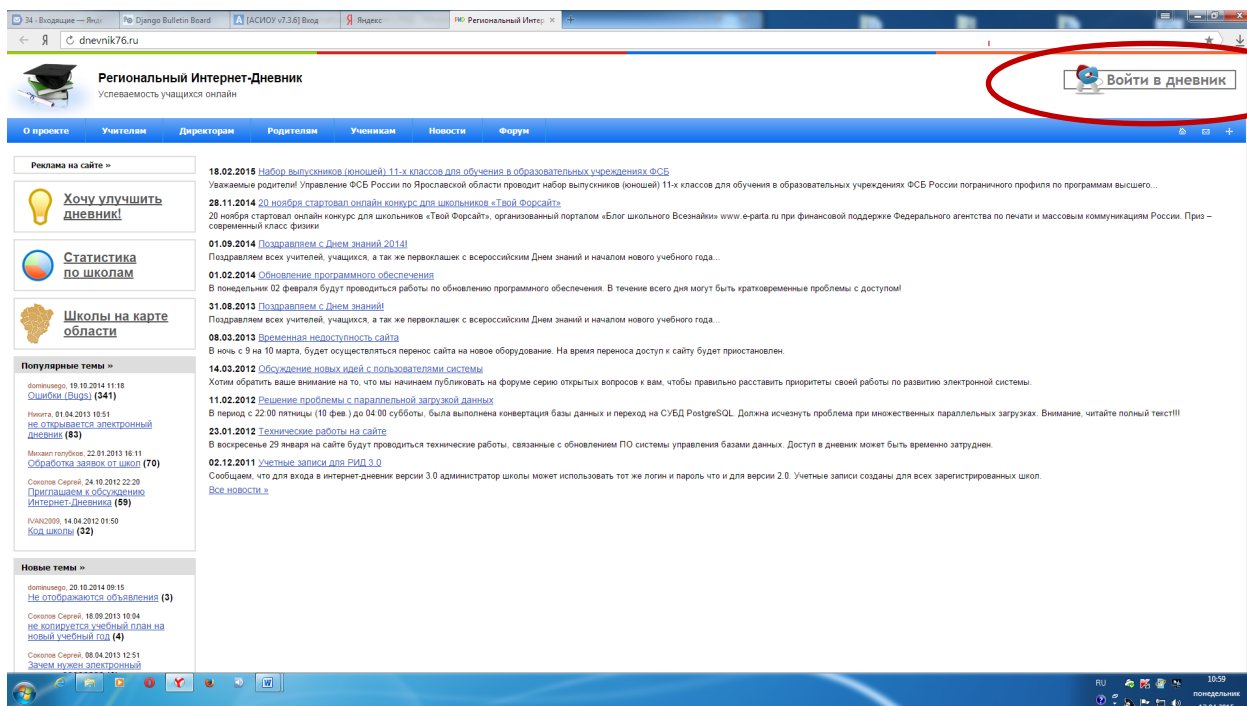 34 - Входящие — Янд
Django Bulletin Board
[АСИОУ v7.3.6] Вход
Яндекс
Региональный Интер
dnevnik76.ru
Региональный Интернет-Дневник
Успеваемость учащихся онлайн
Войти в дневник
О проекте Учителям Директорам Родителям Ученикам Новости Форум
Реклама на сайте »
Хочу улучшить
дневник!
Статистика
по школам
Школы на карте
области
Популярные темы »
dominusego, 19.10.2014 11:18
Ошибки (Bugs) (341)
Никита, 01.04.2013 10:51
не открывается электронный
дневник (83)
Михаил голубков, 22.01.2013 16:11
Обработка заявок от школ (70)
Соколов Сергей, 24.10.2012 22:20
Приглашаем к обсуждению
Интернет-Дневника (59)
IVAN2009, 14.04.2012 01:50
Код школы (32)
Новые темы »
dominusego, 20.10.2014 09:15
Не отображаются объявления (3)
Соколов Сергей, 18.09.2013 10:04
не копируется учебный план на
новый учебный год (4)
Соколов Сергей, 08.04.2013 12:51
Зачем нужен электронный
18.02.2015 Набор выпускников (юношей) 11-х классов для обучения в образовательных учреждениях ФСБ
Уважаемые родители! Управление ФСБ России по Ярославской области проводит набор выпускников (юношей) 11-х классов для обучения в образовательных учреждениях ФСБ России пограничного профиля по программам высшего...
28.11.2014 20 ноября стартовал онлайн конкурс для школьников «Твой Форсайт»
20 ноября стартовал онлайн конкурс для школьников «Твой Форсайт», организованный порталом «Блог школьного Всезнайки» www.e-parta.ru при финансовой поддержке Федерального агентства по печати и массовым коммуникациям России. Приз –
современный класс физики
01.09.2014 Поздравляем с Днем знаний 2014!
Поздравляем всех учителей, учащихся, а так же первоклашек с всероссийским Днем знаний и началом нового учебного года...
01.02.2014 Обновление программного обеспечения
В понедельник 02 февраля будут проводиться работы по обновлению программного обеспечения. В течение всего дня могут быть кратковременные проблемы с доступом!
31.08.2013 Поздравляем с Днем знаний!
Поздравляем всех учителей, учащихся, а так же первоклашек с всероссийским Днем знаний и началом нового учебного года...
08.03.2013 Временная недоступность сайта
В ночь с 9 на 10 марта, будет осуществляться перенос сайта на новое оборудование. На время переноса доступ к сайту будет приостановлен.
14.03.2012 Обсуждение новых идей с пользователями системы
Хотим обратить ваше внимание на то, что мы начинаем публиковать на форуме серию открытых вопросов к вам, чтобы правильно расставить приоритеты своей работы по развитию электронной системы.
11.02.2012 Решение проблемы с параллельной загрузкой данных
В период с 22:00 пятницы (10 фев.) до 04:00 субботы, была выполнена конвертация базы данных и переход на СУБД PostgreSQL. Должна исчезнуть проблема при множественных параллельных загрузках. Внимание, читайте полный текст!!!
23.01.2012 Технические работы на сайте
В воскресенье 29 января на сайте будут проводиться технические работы, связанные с обновлением ПО системы управления базами данных. Доступ в дневник может быть временно затруднен.
02.12.2011 Учетные записи для РИД 3.0
Сообщаем, что для входа в интернет-дневник версии 3.0 администратор школы может использовать тот же логин и пароль что и для версии 2.0. Учетные записи созданы для всех зарегистрированных школ.
Все новости »
RU
10:59
понедельник